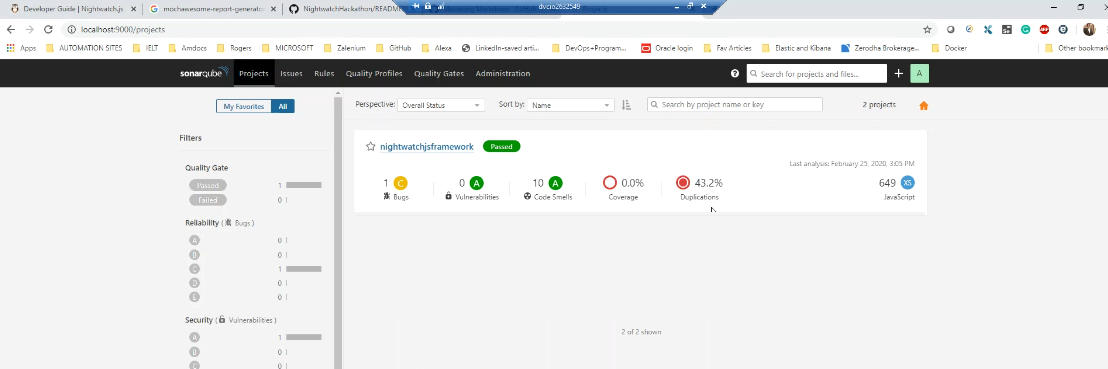 Developer Guide | Nightwatch.js
mochawesome-report-generator
NightwatchHackathon/README
dvcio2632549
localhost:9000/projects
Apps AUTOMATION SITES IELT Amdocs Rogers MICROSOFT Zalenium GitHub Alexa LinkedIn-saved arti... DevOps+Program... Oracle login Fav Articles Elastic and Kibana Zerodha Brokerage... Docker Other bookmark
sonarqube Projects Issues Rules Quality Profiles Quality Gates Administration Search for projects and files... A
My Favorites All
Perspective: Overall Status Sort by: Name Search by project name or key 2 projects
Filters
Quality Gate
Passed 1
Failed 0
Reliability ( Bugs )
A 0
B 0
C 1
D 0
E 0
Security ( Vulnerabilities )
A 1
B 0
C 0
nightwatchjsframework Passed
Last analysis: February 25, 2020, 3:05 PM
1 C 0 A 10 A 0.0% 43.2% 649 XS
Bugs Vulnerabilities Code Smells Coverage Duplications JavaScript
2 of 2 shown